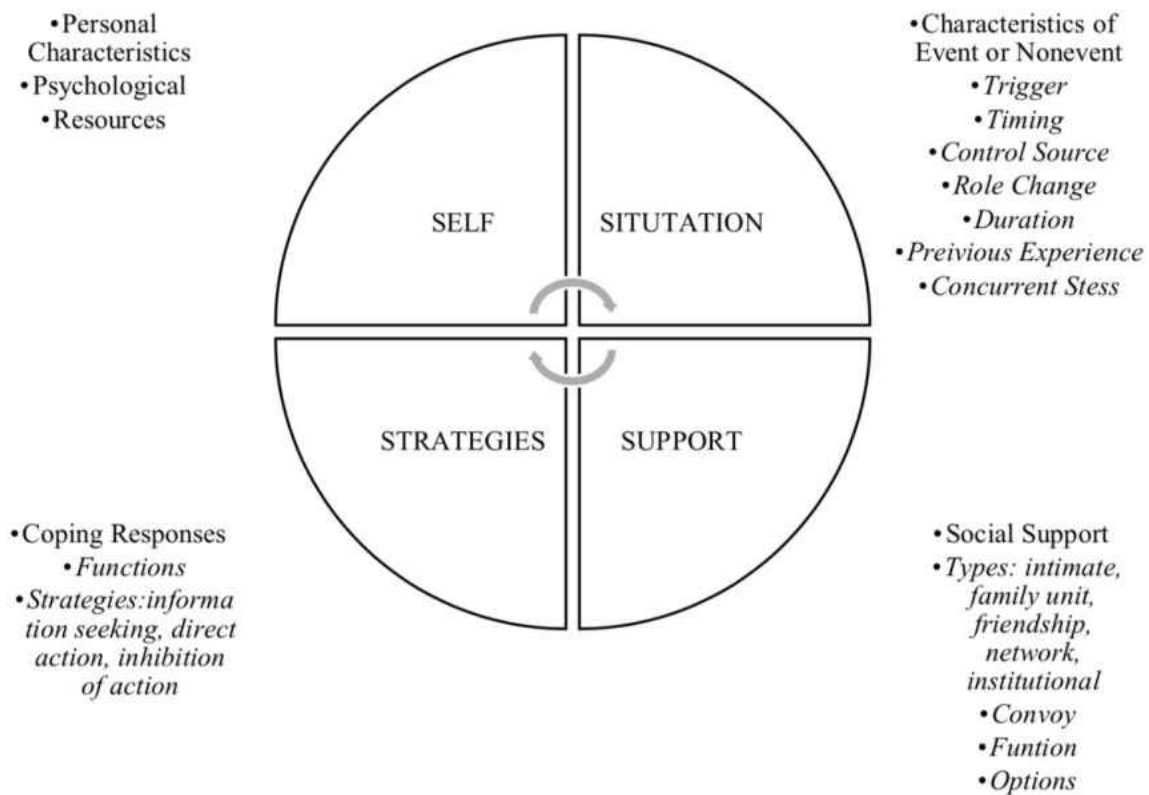 •Personal
Characteristics
•Psychological
•Resources
•Characteristics of
Event or Nonevent
•Trigger
•Timing
•Control Source
•Role Change
•Duration
•Preivious Experience
•Concurrent Stess
SELF
SITUTATION
STRATEGIES
SUPPORT
•Coping Responses
•Functions
•Strategies:informa
tion seeking, direct
action, inhibition
of action
•Social Support
•Types: intimate,
family unit,
friendship,
network,
institutional
•Convoy
•Funtion
•Options